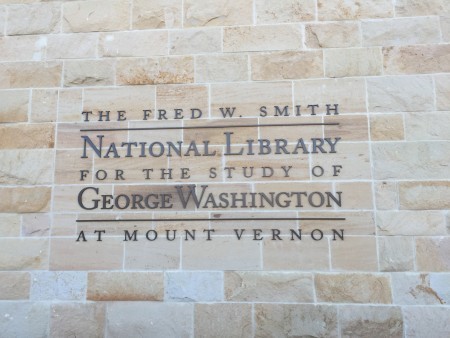 THE FRED W. SMITH
NATIONAL LIBRARY
FOR THE STUDY OF
GEORGE WASHINGTON
AT MOUNT VERNON